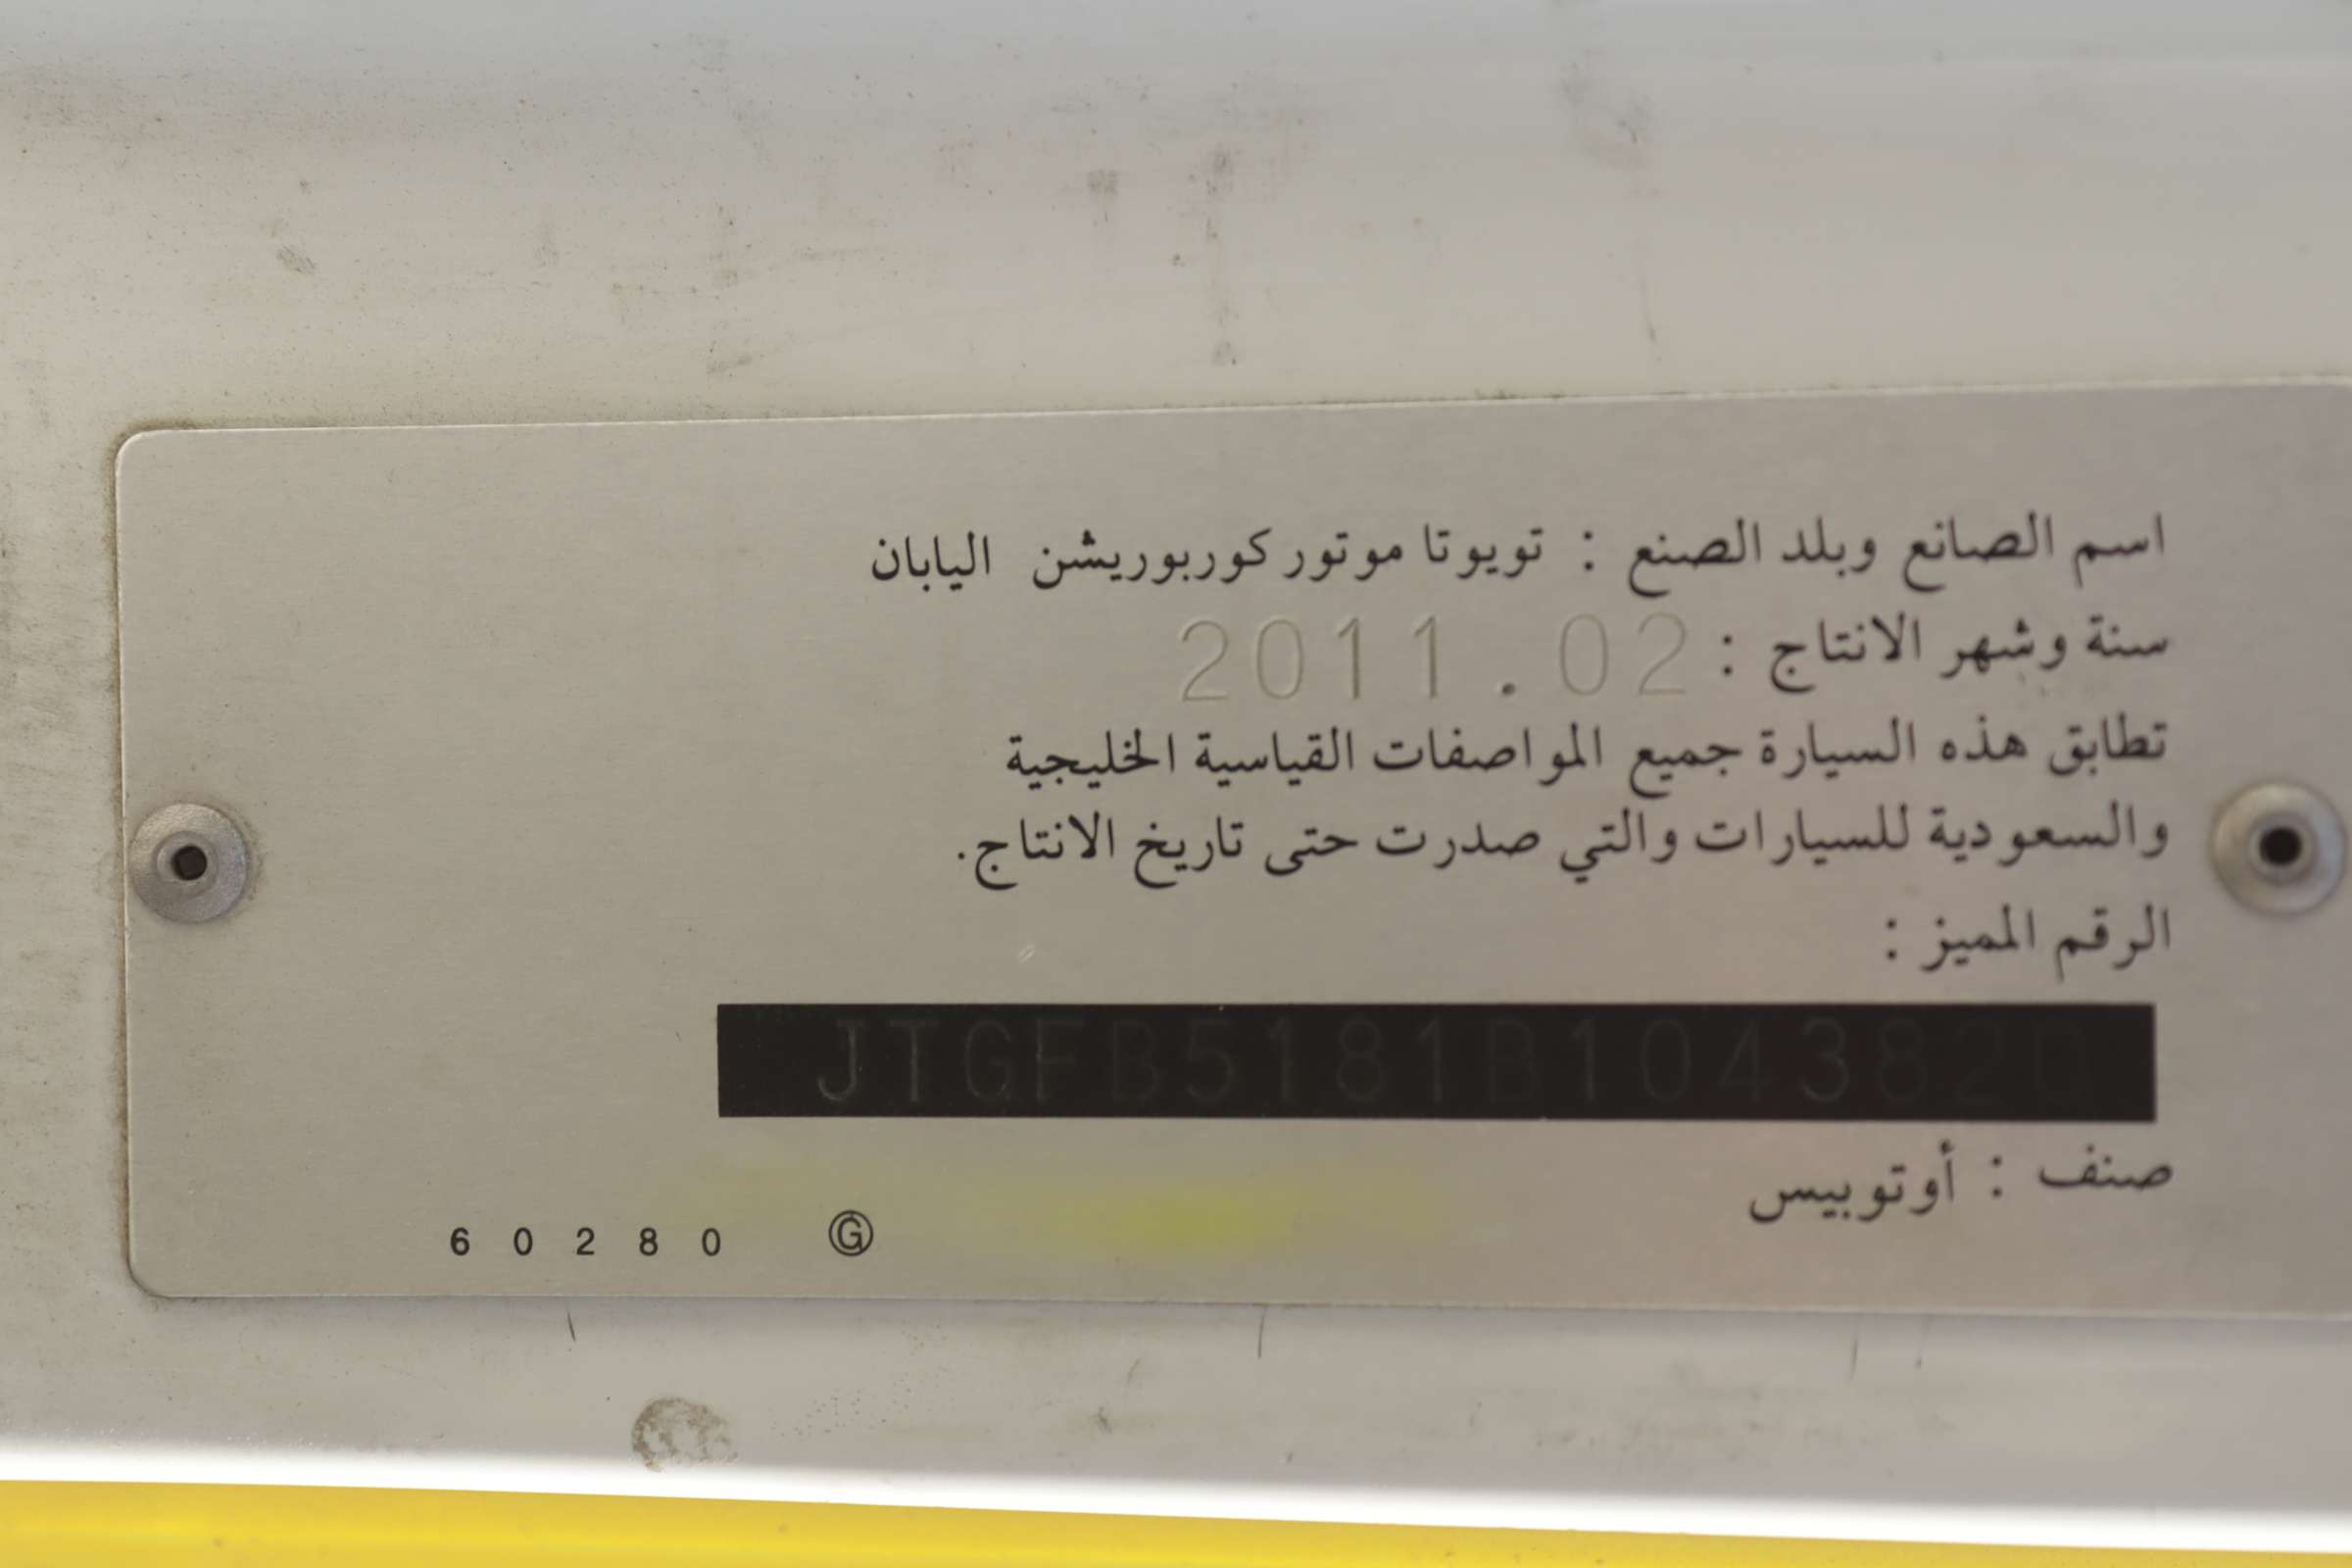 اسم الصانع وبلد الصنع : تويوتا موتور كوربوريشن اليابان
سنة وشهر الانتاج : 2011.02
تطابق هذه السيارة جميع المواصفات القياسية الخليجية
والسعودية للسيارات والتي صدرت حتى تاريخ الانتاج.
الرقم المميز :
JTGFB5181B1043820
صنف : أوتوبيس
60280 Ⓖ